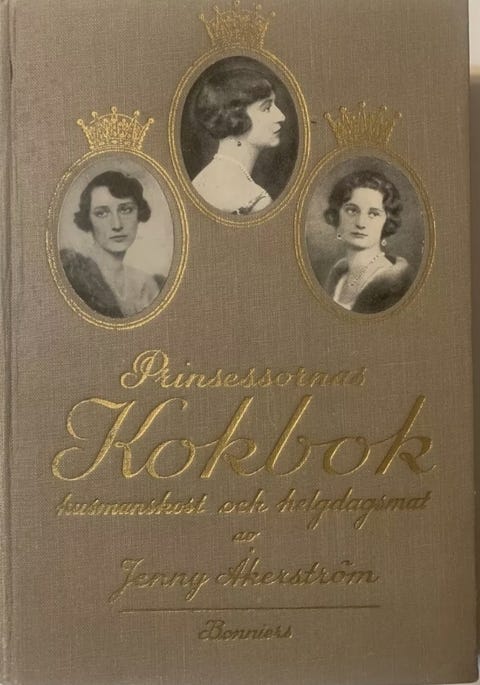 Prinsessornas
Kokbok
husmanskost och helgdagsmat
av
Jenny Åkerström
Bonniers